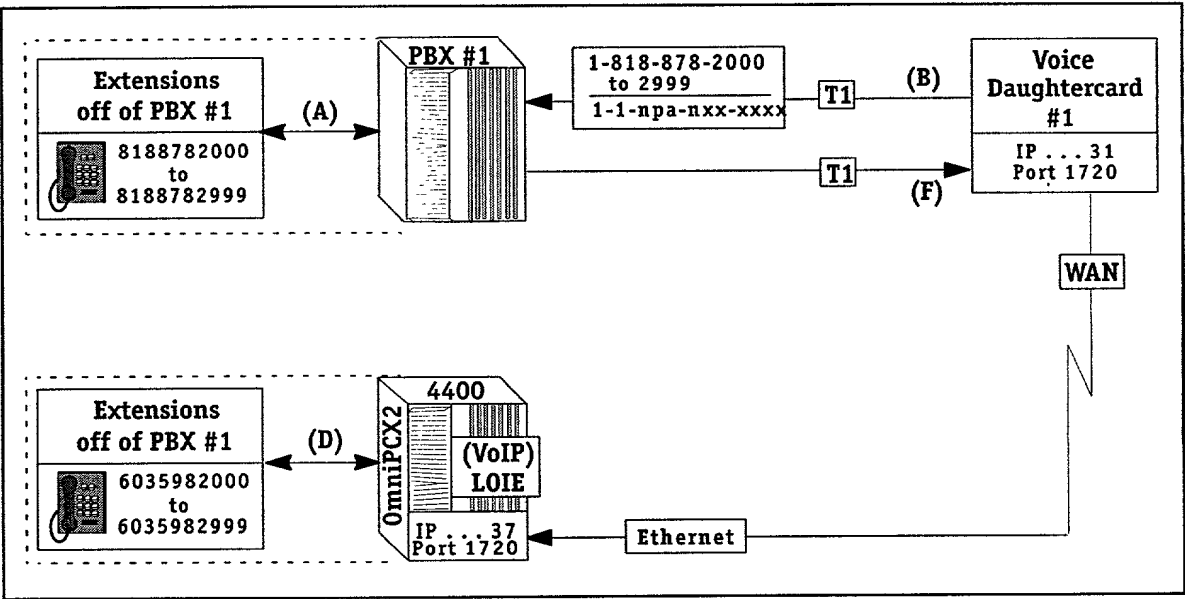 Extensions
off of PBX #1
8188782000
to
8188782999
(A)
PBX #1
1-818-878-2000
to 2999
1-1-npa-nxx-xxxx
T1
(B)
T1
(F)
Voice
Daughtercard
#1
IP . . . 31
Port 1720
WAN
Extensions
off of PBX #1
6035982000
to
6035982999
(D)
4400
OmniPCX2
(VoIP)
LOIE
IP . . . 37
Port 1720
Ethernet